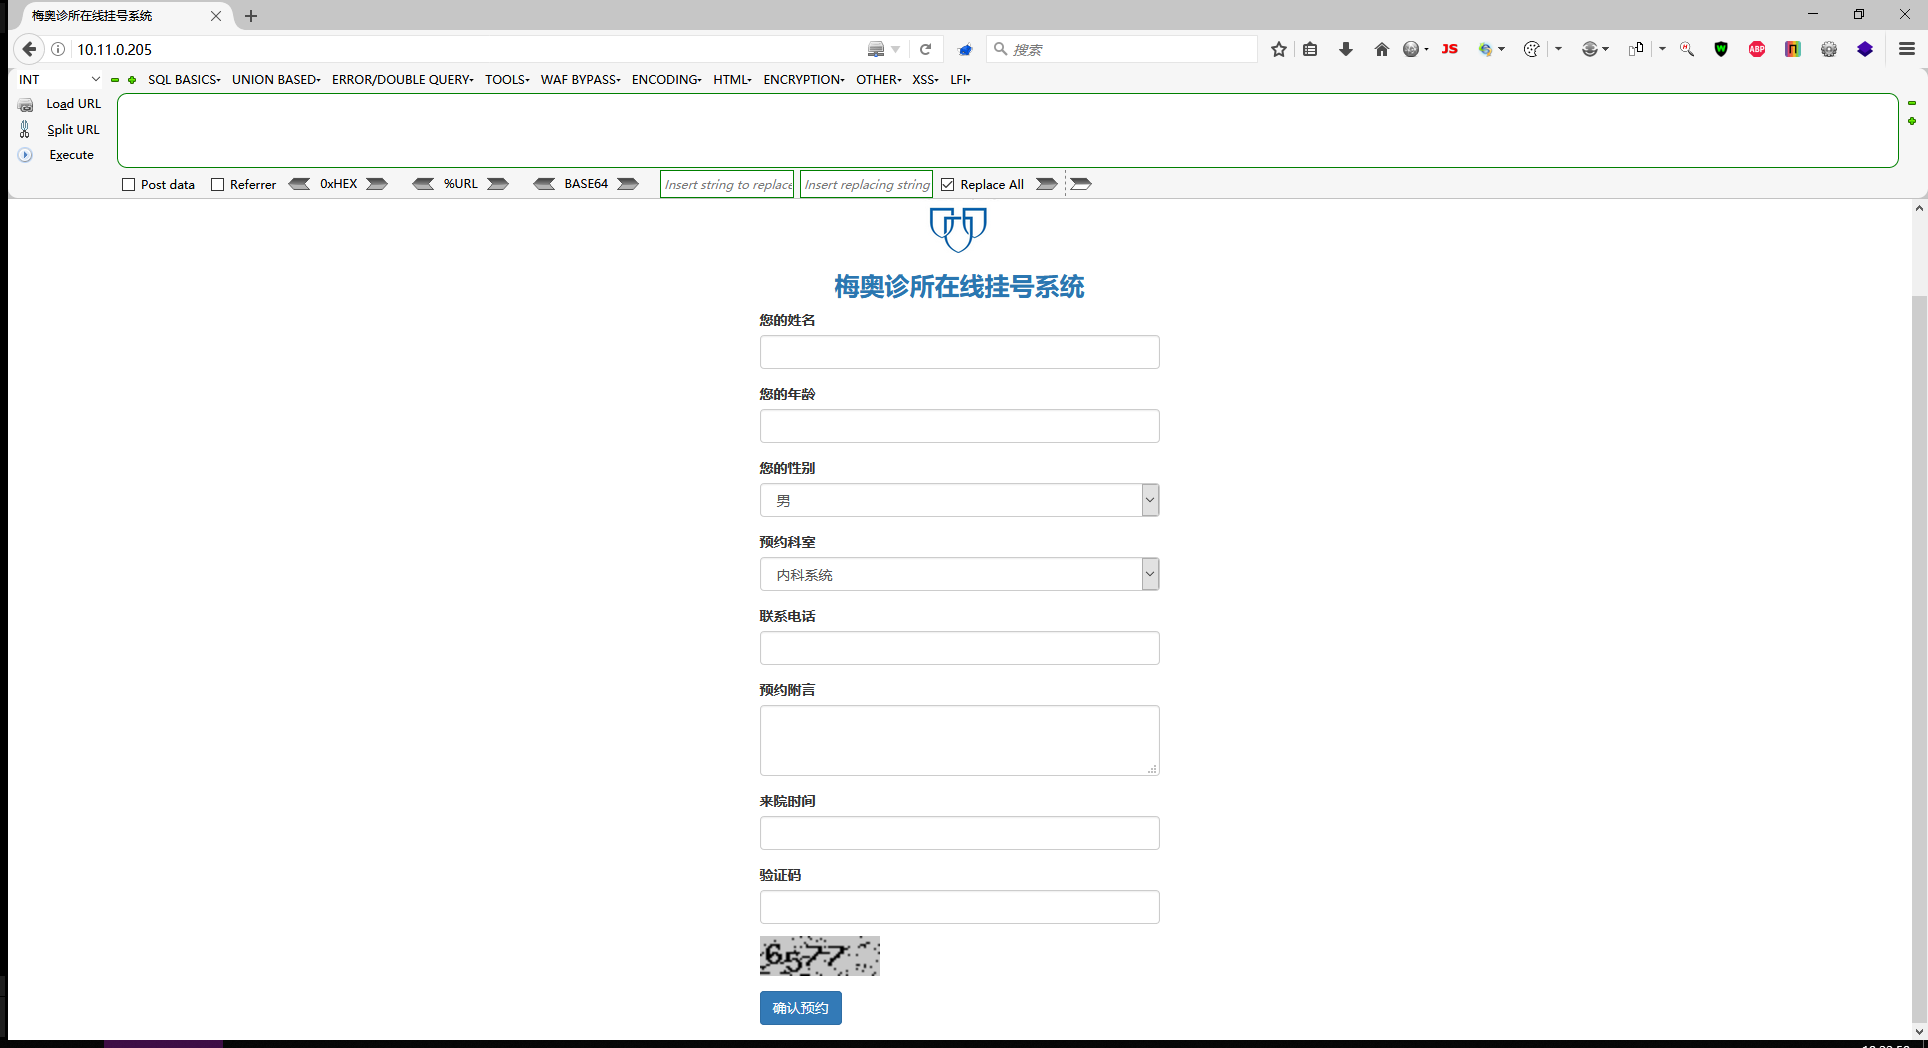 梅奥诊所在线挂号系统
10.11.0.205
搜索
JS
W
ABP
INT
SQL BASICS UNION BASED ERROR/DOUBLE QUERY TOOLS WAF BYPASS ENCODING HTML ENCRYPTION OTHER XSS LFI
Load URL
Split URL
Execute
Post data Referrer 0xHEX %URL BASE64 Insert string to replace Insert replacing string Replace All
梅奥诊所在线挂号系统
您的姓名
您的年龄
您的性别
男
预约科室
内科系统
联系电话
预约附言
来院时间
验证码
6577
确认预约